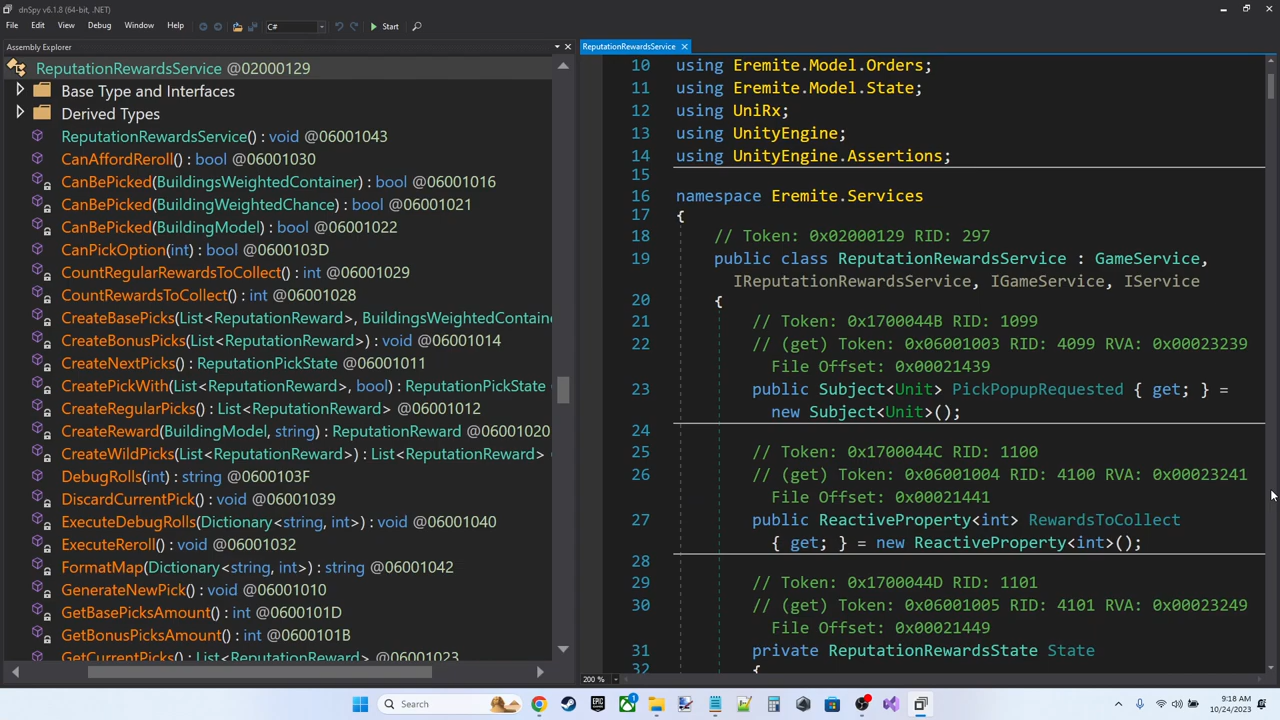 dnSpy v6.1.8 (64-bit, .NET)
File Edit View Debug Window Help C# Start
Assembly Explorer
ReputationRewardsService @02000129
Base Type and Interfaces
Derived Types
ReputationRewardsService() : void @06001043
CanAffordReroll() : bool @06001030
CanBePicked(BuildingsWeightedContainer) : bool @06001016
CanBePicked(BuildingWeightedChance) : bool @06001021
CanBePicked(BuildingModel) : bool @06001022
CanPickOption(int) : bool @0600103D
CountRegularRewardsToCollect() : int @06001029
CountRewardsToCollect() : int @06001028
CreateBasePicks(List<ReputationReward>, BuildingsWeightedContain
CreateBonusPicks(List<ReputationReward>) : void @06001014
CreateNextPicks() : ReputationPickState @06001011
CreatePickWith(List<ReputationReward>, bool) : ReputationPickState
CreateRegularPicks() : List<ReputationReward> @06001012
CreateReward(BuildingModel, string) : ReputationReward @06001020
CreateWildPicks(List<ReputationReward>) : List<ReputationReward>
DebugRolls(int) : string @0600103F
DiscardCurrentPick() : void @06001039
ExecuteDebugRolls(Dictionary<string, int>) : void @06001040
ExecuteReroll() : void @06001032
FormatMap(Dictionary<string, int>) : string @06001042
GenerateNewPick() : void @06001010
GetBasePicksAmount() : int @0600101D
GetBonusPicksAmount() : int @0600101B
GetCurrentPicks() : List<ReputationReward> @06001023
ReputationRewardsService
10 using Eremite.Model.Orders;
11 using Eremite.Model.State;
12 using UniRx;
13 using UnityEngine;
14 using UnityEngine.Assertions;
15
16 namespace Eremite.Services
17 {
18 // Token: 0x02000129 RID: 297
19 public class ReputationRewardsService : GameService,
IReputationRewardsService, IGameService, IService
20 {
21 // Token: 0x1700044B RID: 1099
22 // (get) Token: 0x06001003 RID: 4099 RVA: 0x00023239
File Offset: 0x00021439
23 public Subject<Unit> PickPopupRequested { get; } =
new Subject<Unit>();
24
25 // Token: 0x1700044C RID: 1100
26 // (get) Token: 0x06001004 RID: 4100 RVA: 0x00023241
File Offset: 0x00021441
27 public ReactiveProperty<int> RewardsToCollect
{ get; } = new ReactiveProperty<int>();
28
29 // Token: 0x1700044D RID: 1101
30 // (get) Token: 0x06001005 RID: 4101 RVA: 0x00023249
File Offset: 0x00021449
31 private ReputationRewardsState State
32 {
200 %
Search
9:18 AM
10/24/2023